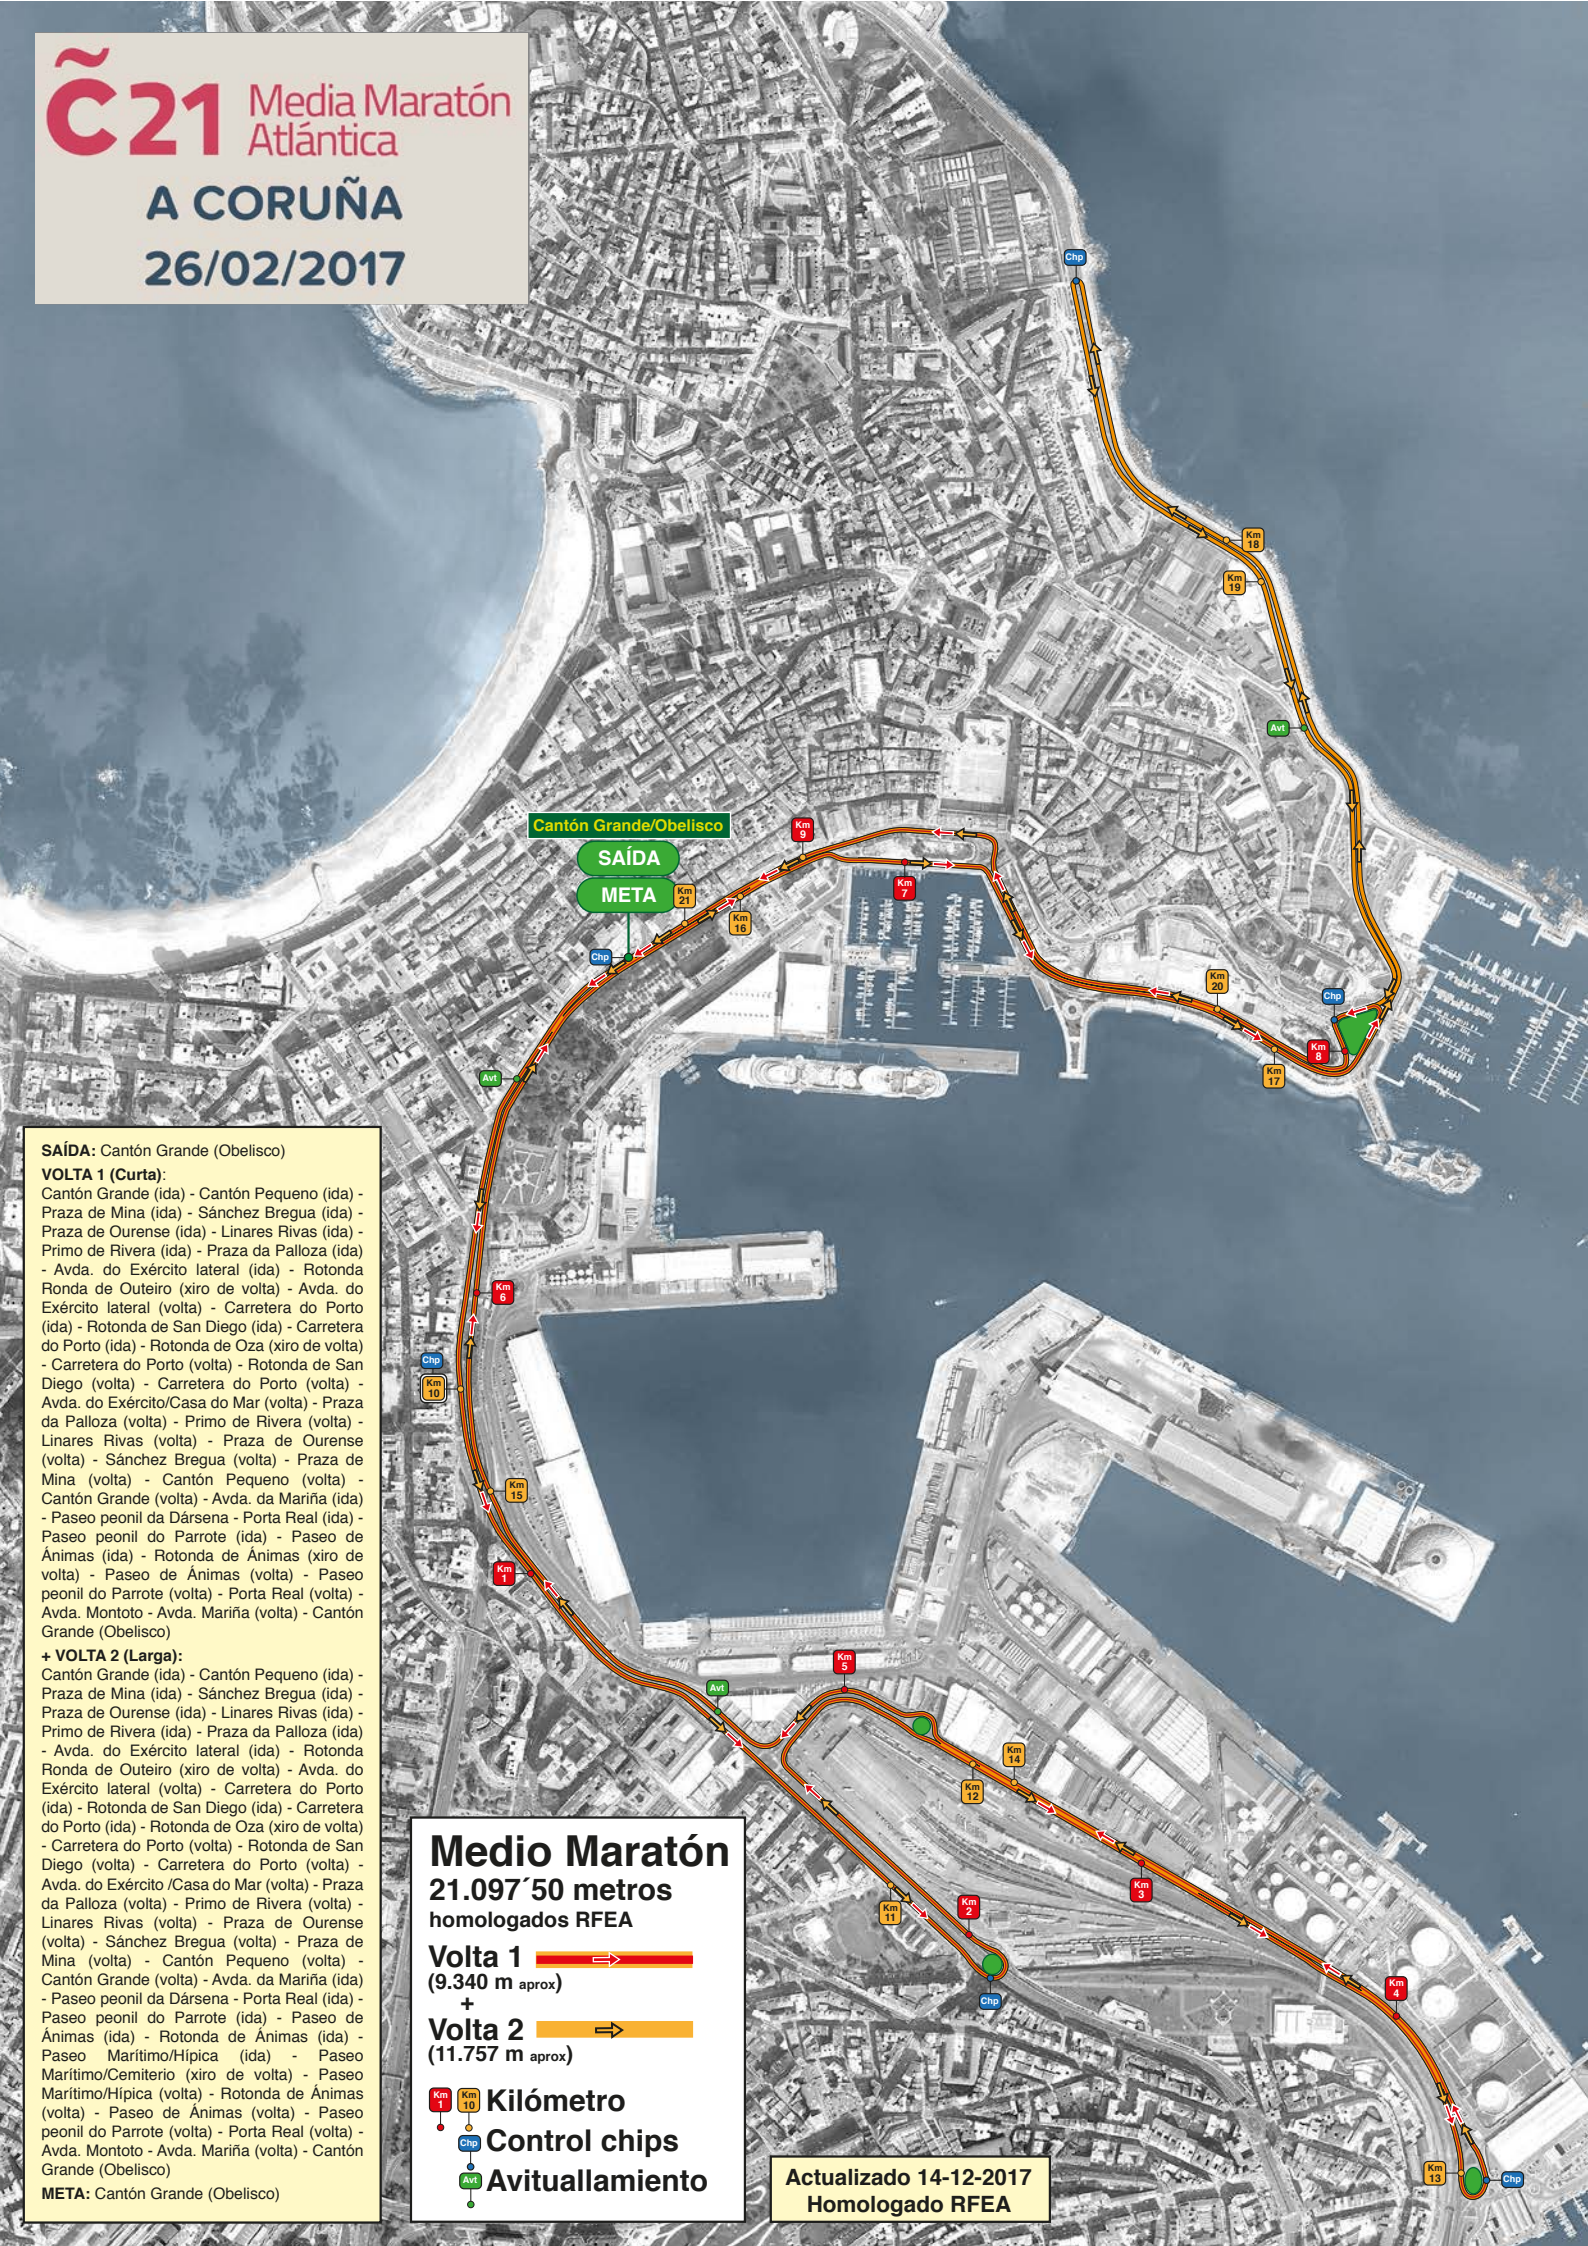 C̃21 Media Maratón
Atlántica
A CORUÑA
26/02/2017
Chp
Km
18
Km
19
Avt
Cantón Grande/Obelisco
SAÍDA
META
Km
9
Km
21
Km
7
Km
16
Chp
Km
20
Chp
Km
8
Km
17
Avt
Km
6
Chp
Km
10
Km
15
Km
1
Km
5
Avt
Km
14
Km
12
Km
3
Km
11
Km
2
Chp
Km
4
Km
13
Chp
SAÍDA: Cantón Grande (Obelisco)
VOLTA 1 (Curta):
Cantón Grande (ida) - Cantón Pequeno (ida) -
Praza de Mina (ida) - Sánchez Bregua (ida) -
Praza de Ourense (ida) - Linares Rivas (ida) -
Primo de Rivera (ida) - Praza da Palloza (ida)
- Avda. do Exército lateral (ida) - Rotonda
Ronda de Outeiro (xiro de volta) - Avda. do
Exército lateral (volta) - Carretera do Porto
(ida) - Rotonda de San Diego (ida) - Carretera
do Porto (ida) - Rotonda de Oza (xiro de volta)
- Carretera do Porto (volta) - Rotonda de San
Diego (volta) - Carretera do Porto (volta) -
Avda. do Exército/Casa do Mar (volta) - Praza
da Palloza (volta) - Primo de Rivera (volta) -
Linares Rivas (volta) - Praza de Ourense
(volta) - Sánchez Bregua (volta) - Praza de
Mina (volta) - Cantón Pequeno (volta) -
Cantón Grande (volta) - Avda. da Mariña (ida)
- Paseo peonil da Dársena - Porta Real (ida) -
Paseo peonil do Parrote (ida) - Paseo de
Ánimas (ida) - Rotonda de Ánimas (xiro de
volta) - Paseo de Ánimas (volta) - Paseo
peonil do Parrote (volta) - Porta Real (volta) -
Avda. Montoto - Avda. Mariña (volta) - Cantón
Grande (Obelisco)
+ VOLTA 2 (Larga):
Cantón Grande (ida) - Cantón Pequeno (ida) -
Praza de Mina (ida) - Sánchez Bregua (ida) -
Praza de Ourense (ida) - Linares Rivas (ida) -
Primo de Rivera (ida) - Praza da Palloza (ida)
- Avda. do Exército lateral (ida) - Rotonda
Ronda de Outeiro (xiro de volta) - Avda. do
Exército lateral (volta) - Carretera do Porto
(ida) - Rotonda de San Diego (ida) - Carretera
do Porto (ida) - Rotonda de Oza (xiro de volta)
- Carretera do Porto (volta) - Rotonda de San
Diego (volta) - Carretera do Porto (volta) -
Avda. do Exército /Casa do Mar (volta) - Praza
da Palloza (volta) - Primo de Rivera (volta) -
Linares Rivas (volta) - Praza de Ourense
(volta) - Sánchez Bregua (volta) - Praza de
Mina (volta) - Cantón Pequeno (volta) -
Cantón Grande (volta) - Avda. da Mariña (ida)
- Paseo peonil da Dársena - Porta Real (ida) -
Paseo peonil do Parrote (ida) - Paseo de
Ánimas (ida) - Rotonda de Ánimas (ida) -
Paseo Marítimo/Hípica (ida) - Paseo
Marítimo/Cemiterio (xiro de volta) - Paseo
Marítimo/Hípica (volta) - Rotonda de Ánimas
(volta) - Paseo de Ánimas (volta) - Paseo
peonil do Parrote (volta) - Porta Real (volta) -
Avda. Montoto - Avda. Mariña (volta) - Cantón
Grande (Obelisco)
META: Cantón Grande (Obelisco)
Medio Maratón
21.097´50 metros
homologados RFEA
Volta 1
(9.340 m aprox)
+
Volta 2
(11.757 m aprox)
Km
1
Km
10
Kilómetro
Chp Control chips
Avt Avituallamiento
Actualizado 14-12-2017
Homologado RFEA